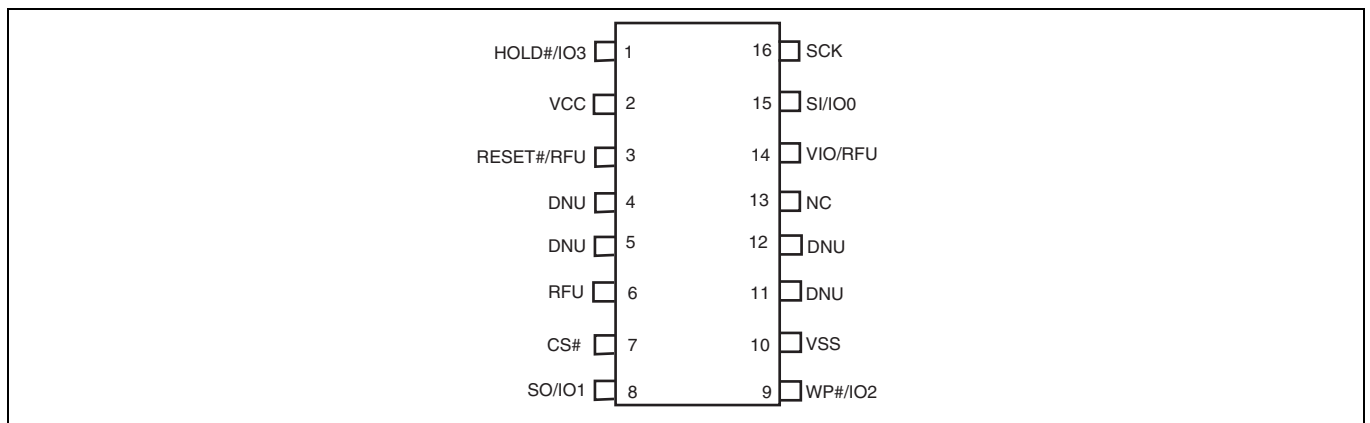 HOLD#/IO3 1 16 SCK
VCC 2 15 SI/IO0
RESET#/RFU 3 14 VIO/RFU
DNU 4 13 NC
DNU 5 12 DNU
RFU 6 11 DNU
CS# 7 10 VSS
SO/IO1 8 9 WP#/IO2